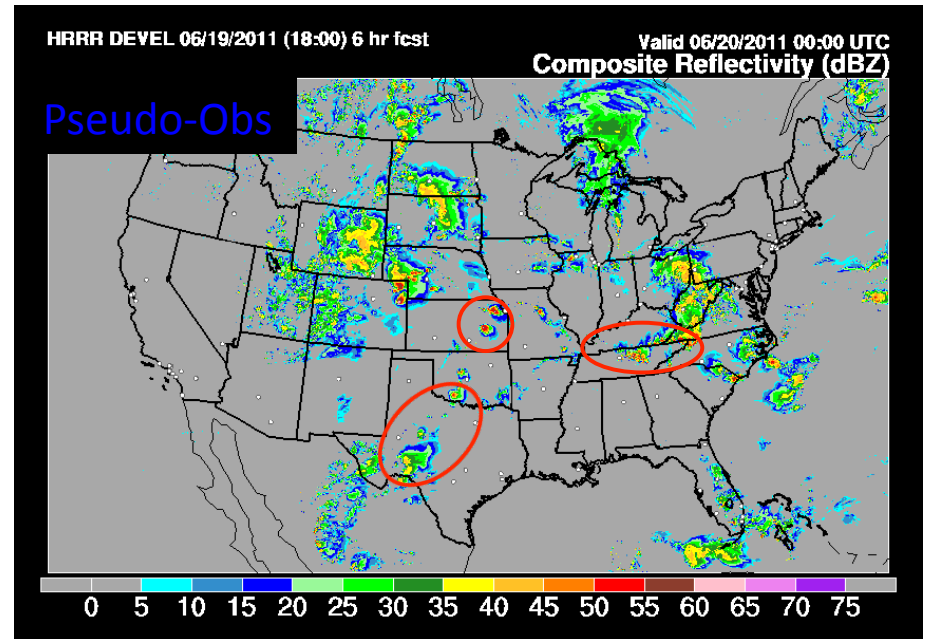 HRRR DEVEL 06/19/2011 (18:00) 6 hr fcst
Valid 06/20/2011 00:00 UTC
Composite Reflectivity (dBZ)
Pseudo-Obs
0 5 10 15 20 25 30 35 40 45 50 55 60 65 70 75